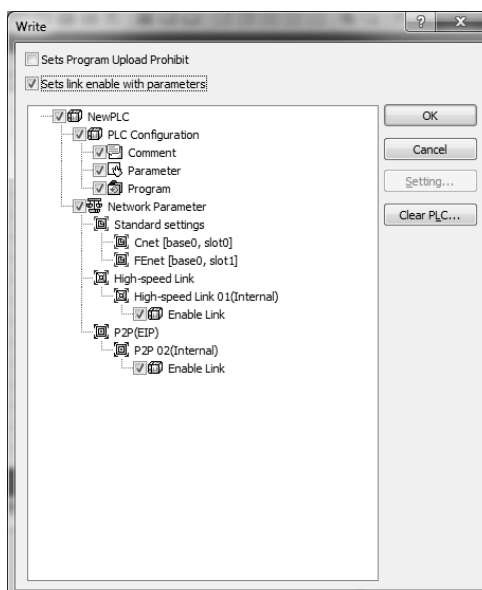 Write
Sets Program Upload Prohibit
Sets link enable with parameters
NewPLC
PLC Configuration
Comment
Parameter
Program
Network Parameter
Standard settings
Cnet [base0, slot0]
FEnet [base0, slot1]
High-speed Link
High-speed Link 01(Internal)
Enable Link
P2P(EIP)
P2P 02(Internal)
Enable Link
OK
Cancel
Setting...
Clear PLC...